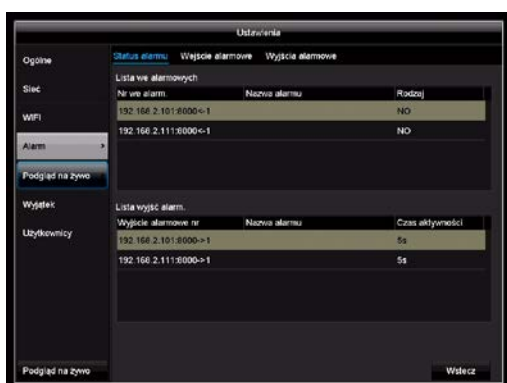 Ustawienia
Ogólne
Sieć
WIFI
Alarm
Podgląd na żywo
Wyjątek
Użytkownicy
Podgląd na żywo
Status alarmu Wejście alarmowe Wyjścia alarmowe
Lista we alarmowych
Nr we alarm. Nazwa alarmu Rodzaj
192.168.2.101:8000<-1 NO
192.168.2.111:8000<-1 NO
Lista wyjść alarm.
Wyjście alarmowe nr Nazwa alarmu Czas aktywności
192.168.2.101:8000->1 5s
192.168.2.111:8000->1 5s
Wstecz